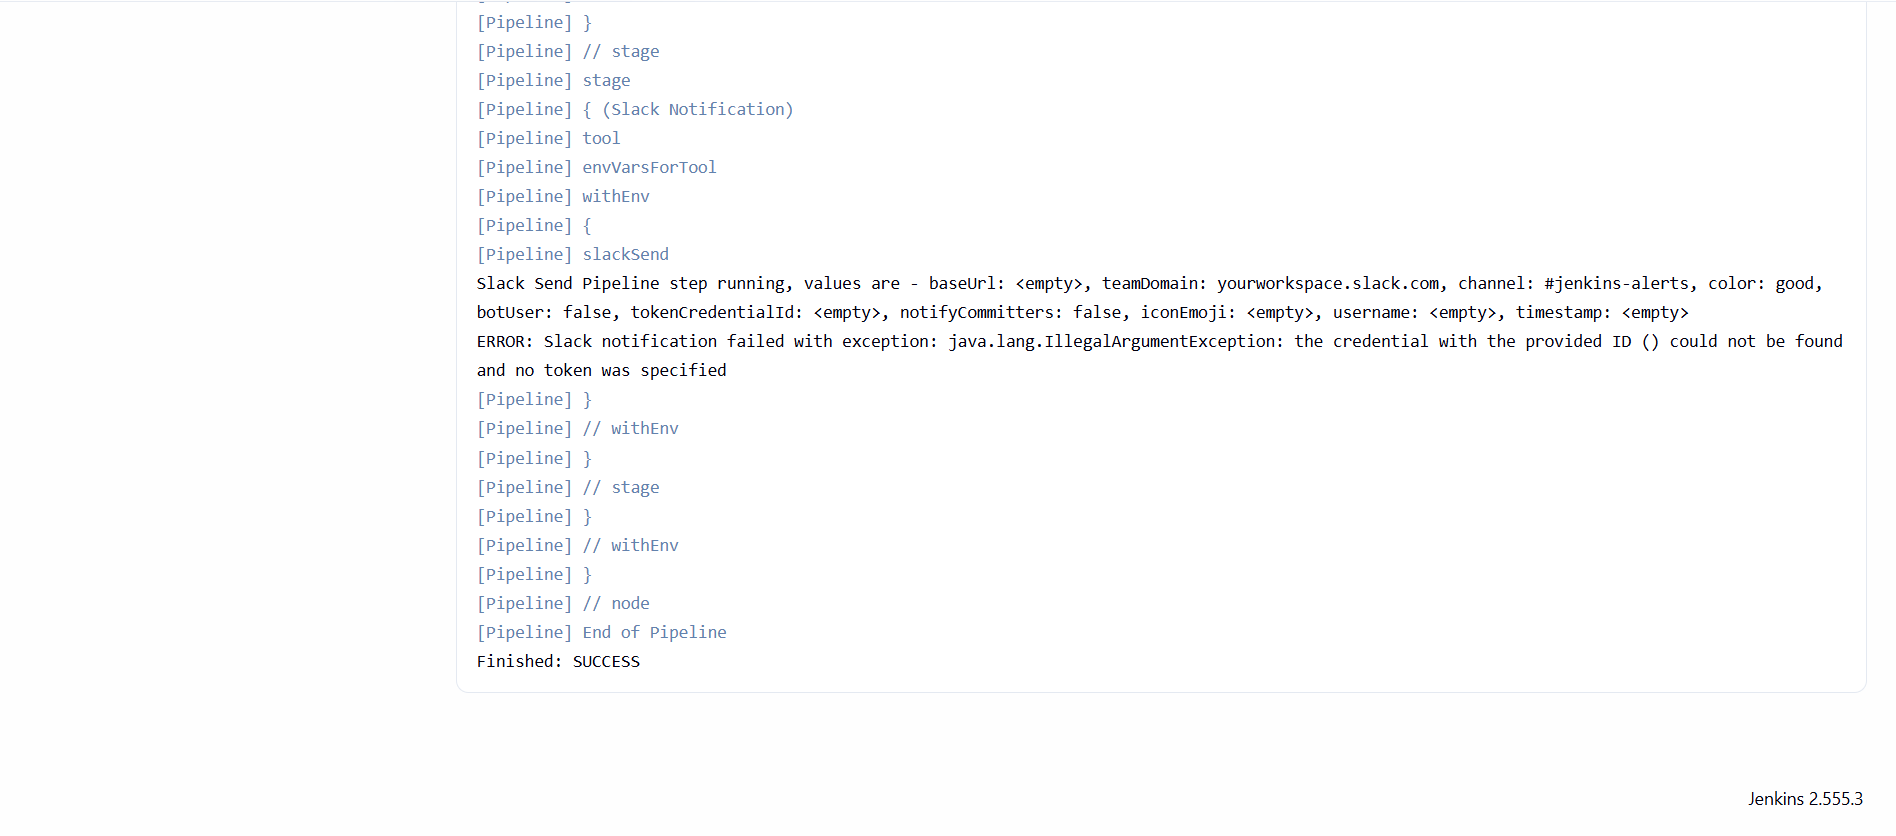 [Pipeline] }
[Pipeline] // stage
[Pipeline] stage
[Pipeline] { (Slack Notification)
[Pipeline] tool
[Pipeline] envVarsForTool
[Pipeline] withEnv
[Pipeline] {
[Pipeline] slackSend
Slack Send Pipeline step running, values are - baseUrl: <empty>, teamDomain: yourworkspace.slack.com, channel: #jenkins-alerts, color: good,
botUser: false, tokenCredentialId: <empty>, notifyCommitters: false, iconEmoji: <empty>, username: <empty>, timestamp: <empty>
ERROR: Slack notification failed with exception: java.lang.IllegalArgumentException: the credential with the provided ID () could not be found
and no token was specified
[Pipeline] }
[Pipeline] // withEnv
[Pipeline] }
[Pipeline] // stage
[Pipeline] }
[Pipeline] // withEnv
[Pipeline] }
[Pipeline] // node
[Pipeline] End of Pipeline
Finished: SUCCESS
Jenkins 2.555.3